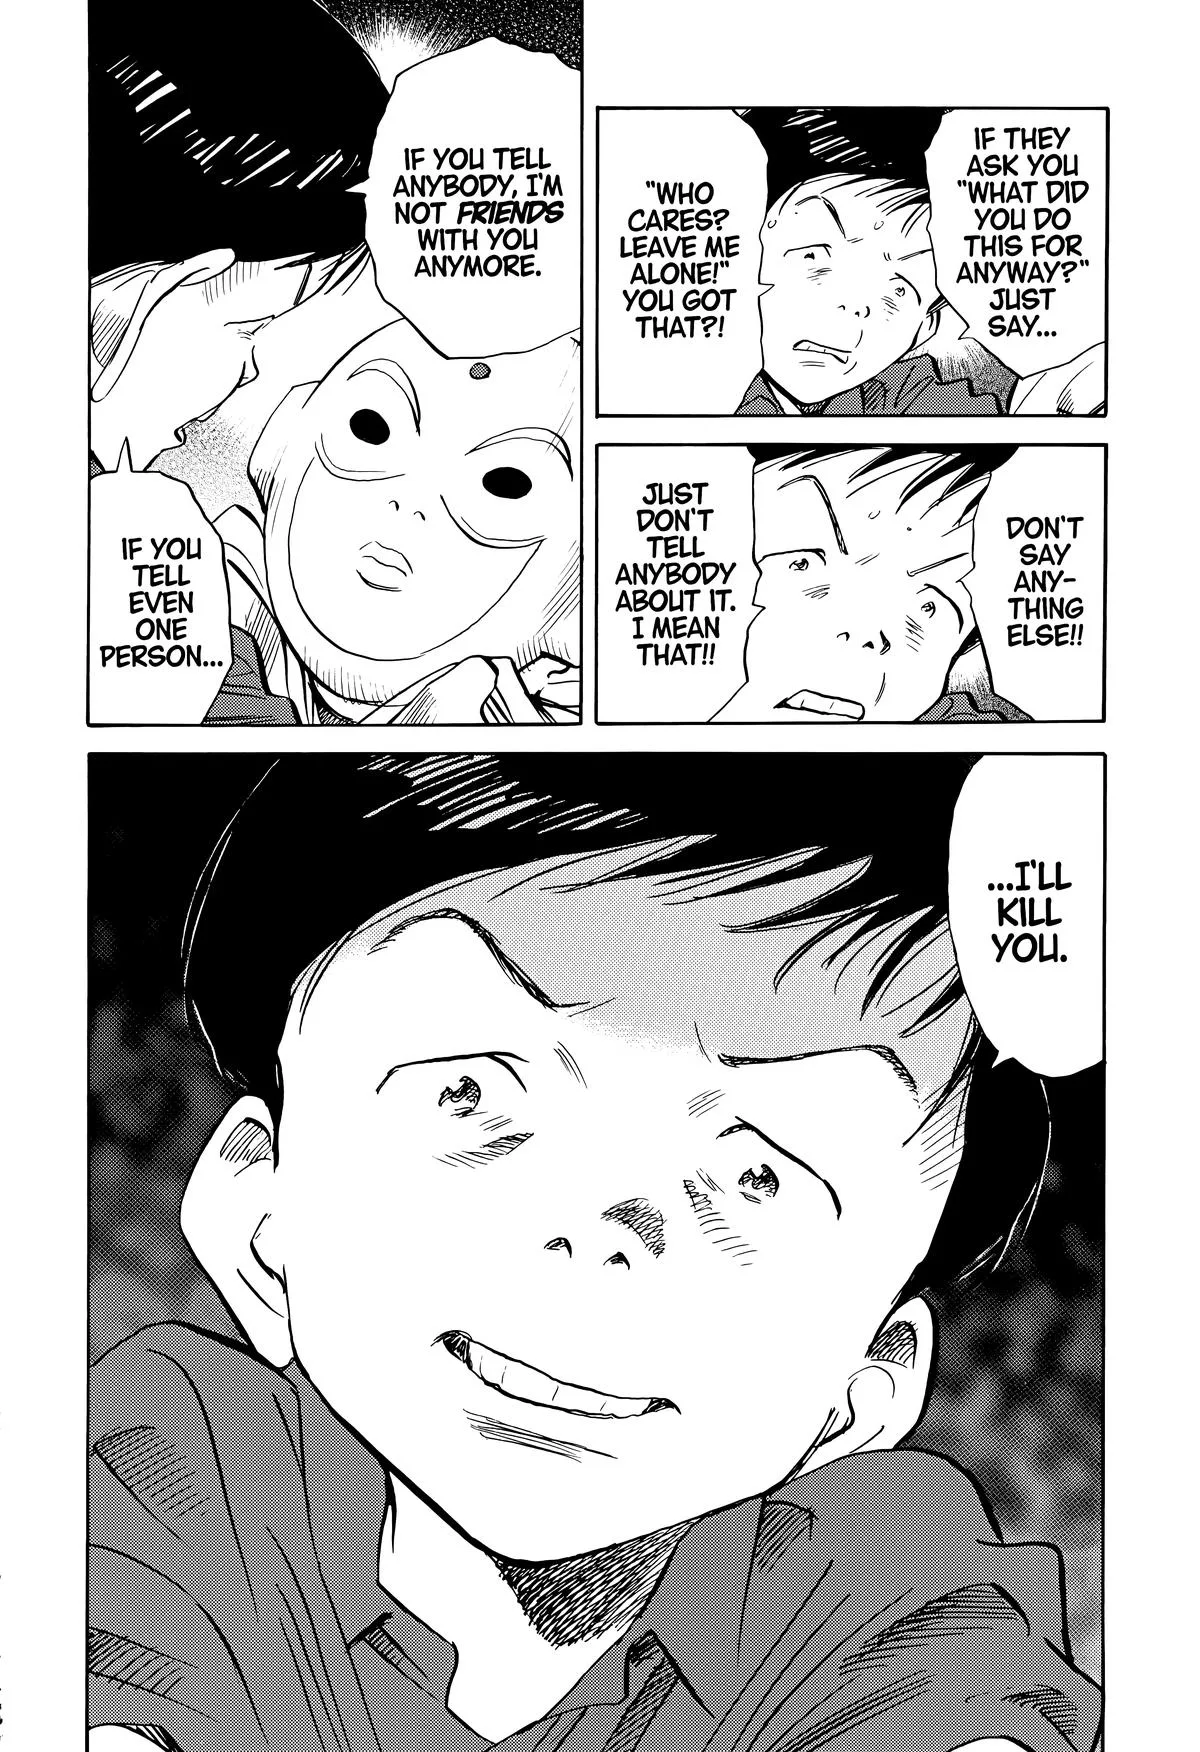 IF THEY
ASK YOU
"WHAT DID
YOU DO
THIS FOR
ANYWAY?"
JUST
SAY...
"WHO
CARES?
LEAVE ME
ALONE!"
YOU GOT
THAT?!
DON'T
SAY
ANY-
THING
ELSE!!
JUST
DON'T
TELL
ANYBODY
ABOUT IT.
I MEAN
THAT!!
IF YOU TELL
ANYBODY, I'M
NOT FRIENDS
WITH YOU
ANYMORE.
IF YOU
TELL
EVEN
ONE
PERSON...
...I'LL
KILL
YOU.